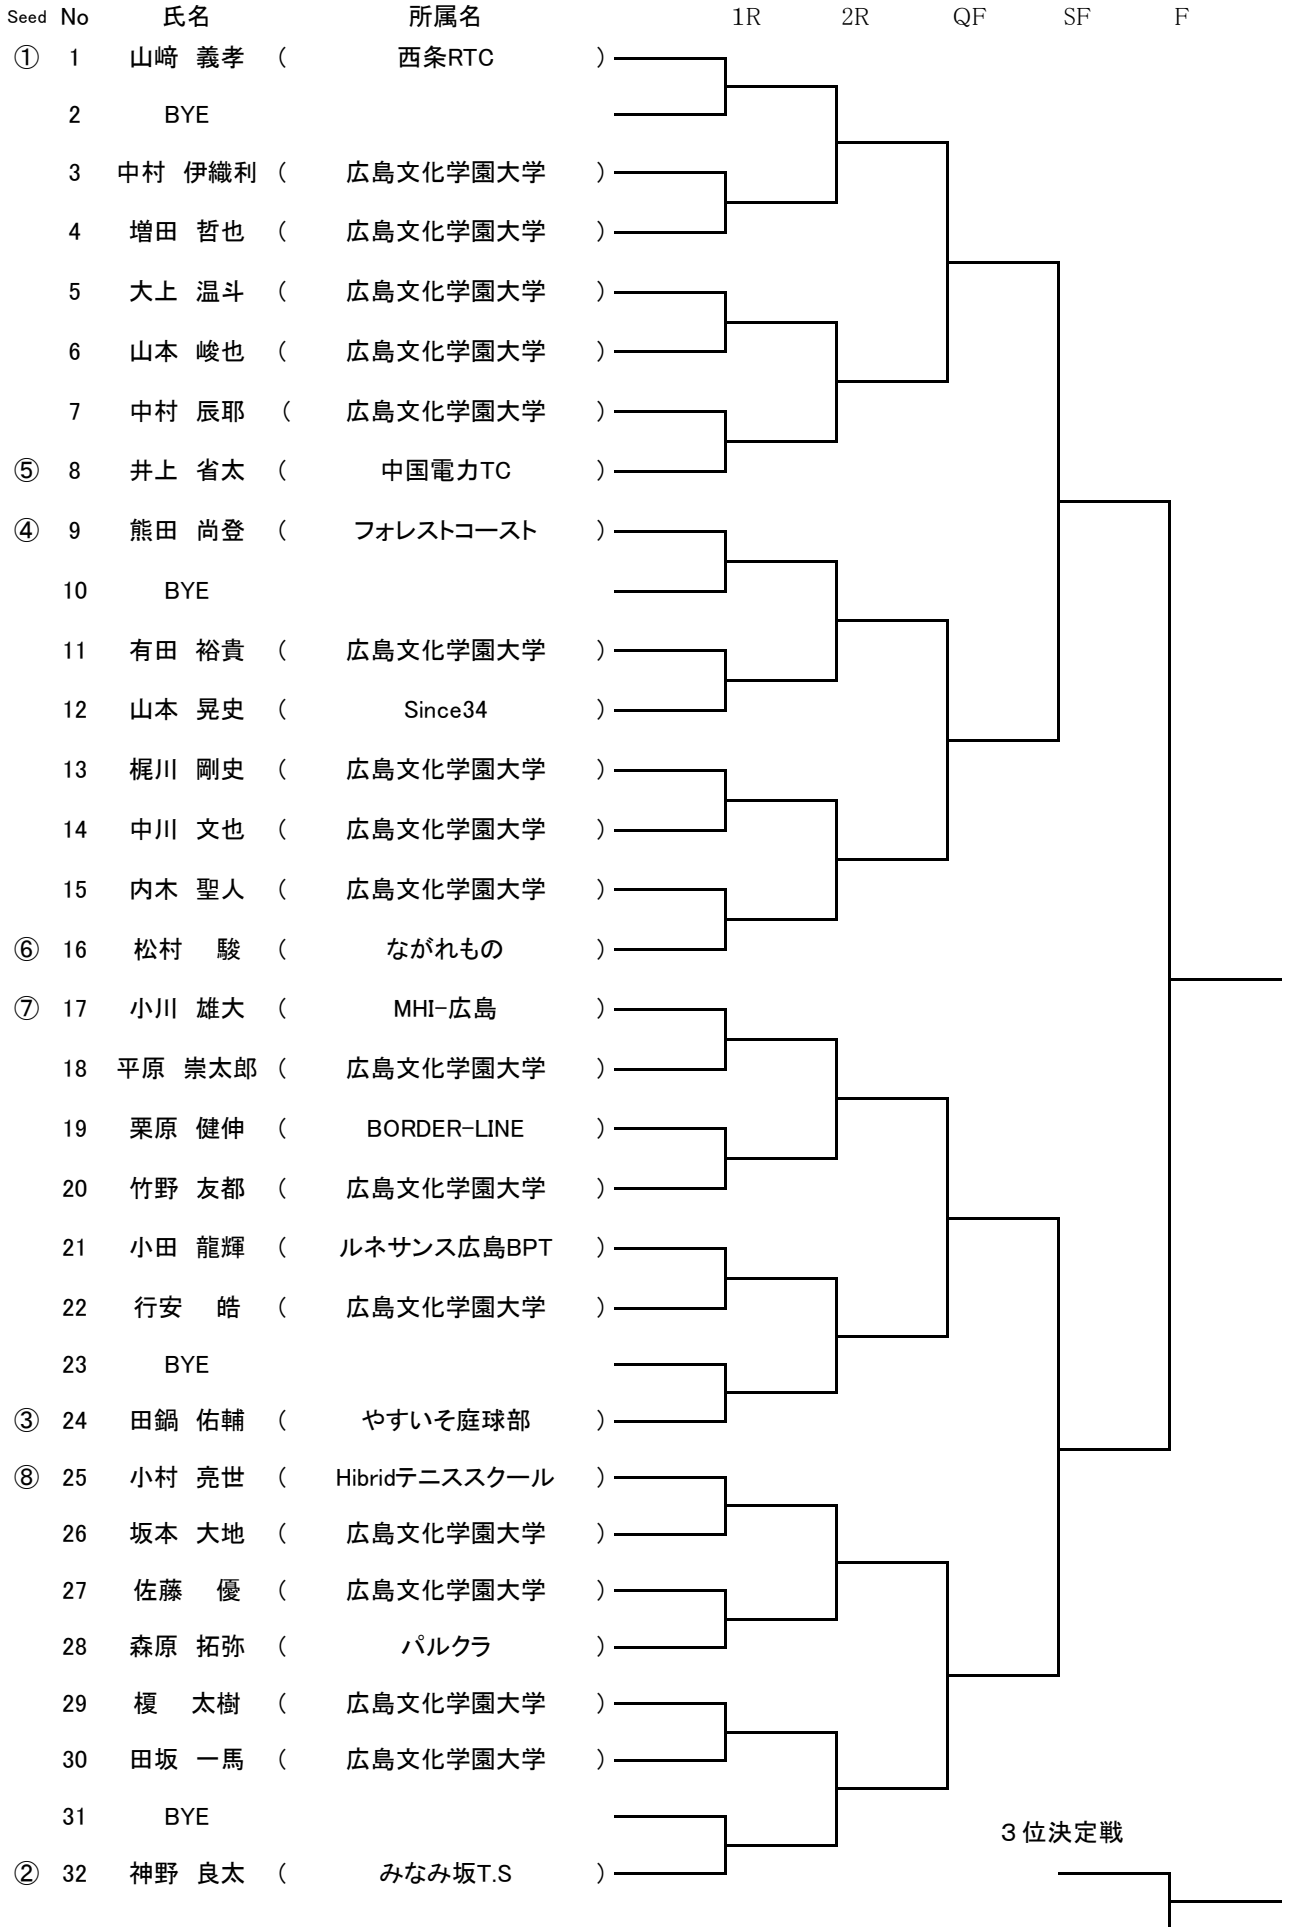 Seed No 氏名 所属名 1R 2R QF SF F
① 1 山﨑 義孝 ( 西条RTC )
2 BYE
3 中村 伊織利 ( 広島文化学園大学 )
4 増田 哲也 ( 広島文化学園大学 )
5 大上 温斗 ( 広島文化学園大学 )
6 山本 峻也 ( 広島文化学園大学 )
7 中村 辰耶 ( 広島文化学園大学 )
⑤ 8 井上 省太 ( 中国電力TC )
④ 9 熊田 尚登 ( フォレストコースト )
10 BYE
11 有田 裕貴 ( 広島文化学園大学 )
12 山本 晃史 ( Since34 )
13 梶川 剛史 ( 広島文化学園大学 )
14 中川 文也 ( 広島文化学園大学 )
15 内木 聖人 ( 広島文化学園大学 )
⑥ 16 松村 駿 ( ながれもの )
⑦ 17 小川 雄大 ( MHI-広島 )
18 平原 崇太郎 ( 広島文化学園大学 )
19 栗原 健伸 ( BORDER-LINE )
20 竹野 友都 ( 広島文化学園大学 )
21 小田 龍輝 ( ルネサンス広島BPT )
22 行安 皓 ( 広島文化学園大学 )
23 BYE
③ 24 田鍋 佑輔 ( やすいそ庭球部 )
⑧ 25 小村 亮世 ( Hibridテニススクール )
26 坂本 大地 ( 広島文化学園大学 )
27 佐藤 優 ( 広島文化学園大学 )
28 森原 拓弥 ( パルクラ )
29 榎 太樹 ( 広島文化学園大学 )
30 田坂 一馬 ( 広島文化学園大学 )
31 BYE
３位決定戦
② 32 神野 良太 ( みなみ坂T.S )